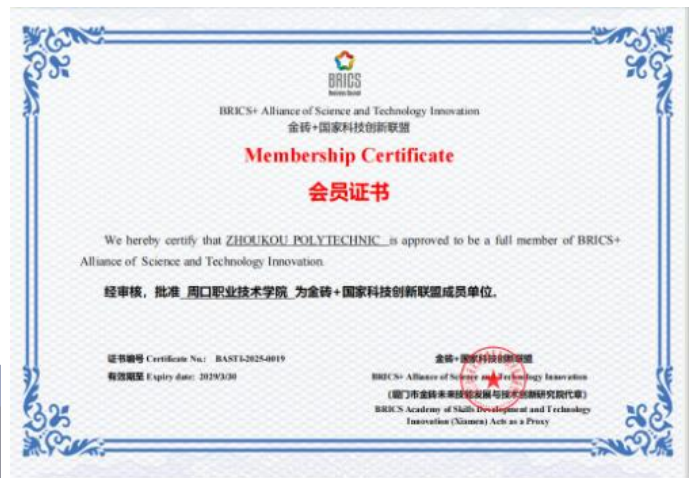 BRICS
Business Council
BRICS+ Alliance of Science and Technology Innovation
金砖+国家科技创新联盟
Membership Certificate
会员证书
We hereby certify that ZHOUKOU POLYTECHNIC is approved to be a full member of BRICS+
Alliance of Science and Technology Innovation.
经审核，批准 周口职业技术学院 为金砖+国家科技创新联盟成员单位。
证书编号 Certificate No.: BASTI-2025-0019
有效期至 Expiry date: 2029/3/30
金砖+国家科技创新联盟
BRICS+ Alliance of Science and Technology Innovation
（厦门市金砖未来技能发展与技术创新研究院代章）
BRICS Academy of Skills Development and Technology
Innovation (Xiamen) Acts as a Proxy